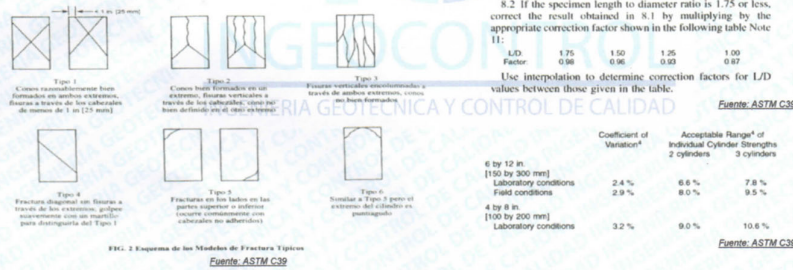 < 1 in. [25 mm]
Tipo 1
Conos razonablemente bien
formados en ambos extremos,
fisuras a través de los cabezales
de menos de 1 in [25 mm]
Tipo 2
Conos bien formados en un
extremo, fisuras verticales a
través de los cabezales, cono no
bien definido en el otro extremo
Tipo 3
Fisuras verticales encolumnadas a
través de ambos extremos, conos
no bien formados
Tipo 4
Fractura diagonal sin fisuras a
través de los extremos; golpee
suavemente con un martillo
para distinguirla del Tipo 1
Tipo 5
Fracturas en los lados en las
partes superior o inferior
(ocurre comúnmente con
cabezales no adheridos)
Tipo 6
Similar a Tipo 5 pero el
extremo del cilindro es
puntiagudo
FIG. 2 Esquema de los Modelos de Fractura Típicos
Fuente: ASTM C39
8.2 If the specimen length to diameter ratio is 1.75 or less,
correct the result obtained in 8.1 by multiplying by the
appropriate correction factor shown in the following table Note
11:
L/D: 1.75 1.50 1.25 1.00
Factor: 0.98 0.96 0.93 0.87
Use interpolation to determine correction factors for L/D
values between those given in the table.
Fuente: ASTM C39
Coefficient of Acceptable Range⁴ of
Variation⁴ Individual Cylinder Strengths
2 cylinders 3 cylinders
6 by 12 in.
[150 by 300 mm]
Laboratory conditions 2.4 % 6.6 % 7.8 %
Field conditions 2.9 % 8.0 % 9.5 %
4 by 8 in.
[100 by 200 mm]
Laboratory conditions 3.2 % 9.0 % 10.6 %
Fuente: ASTM C39
INGEOCONTROL
INGENIERIA GEOTECNICA Y CONTROL DE CALIDAD